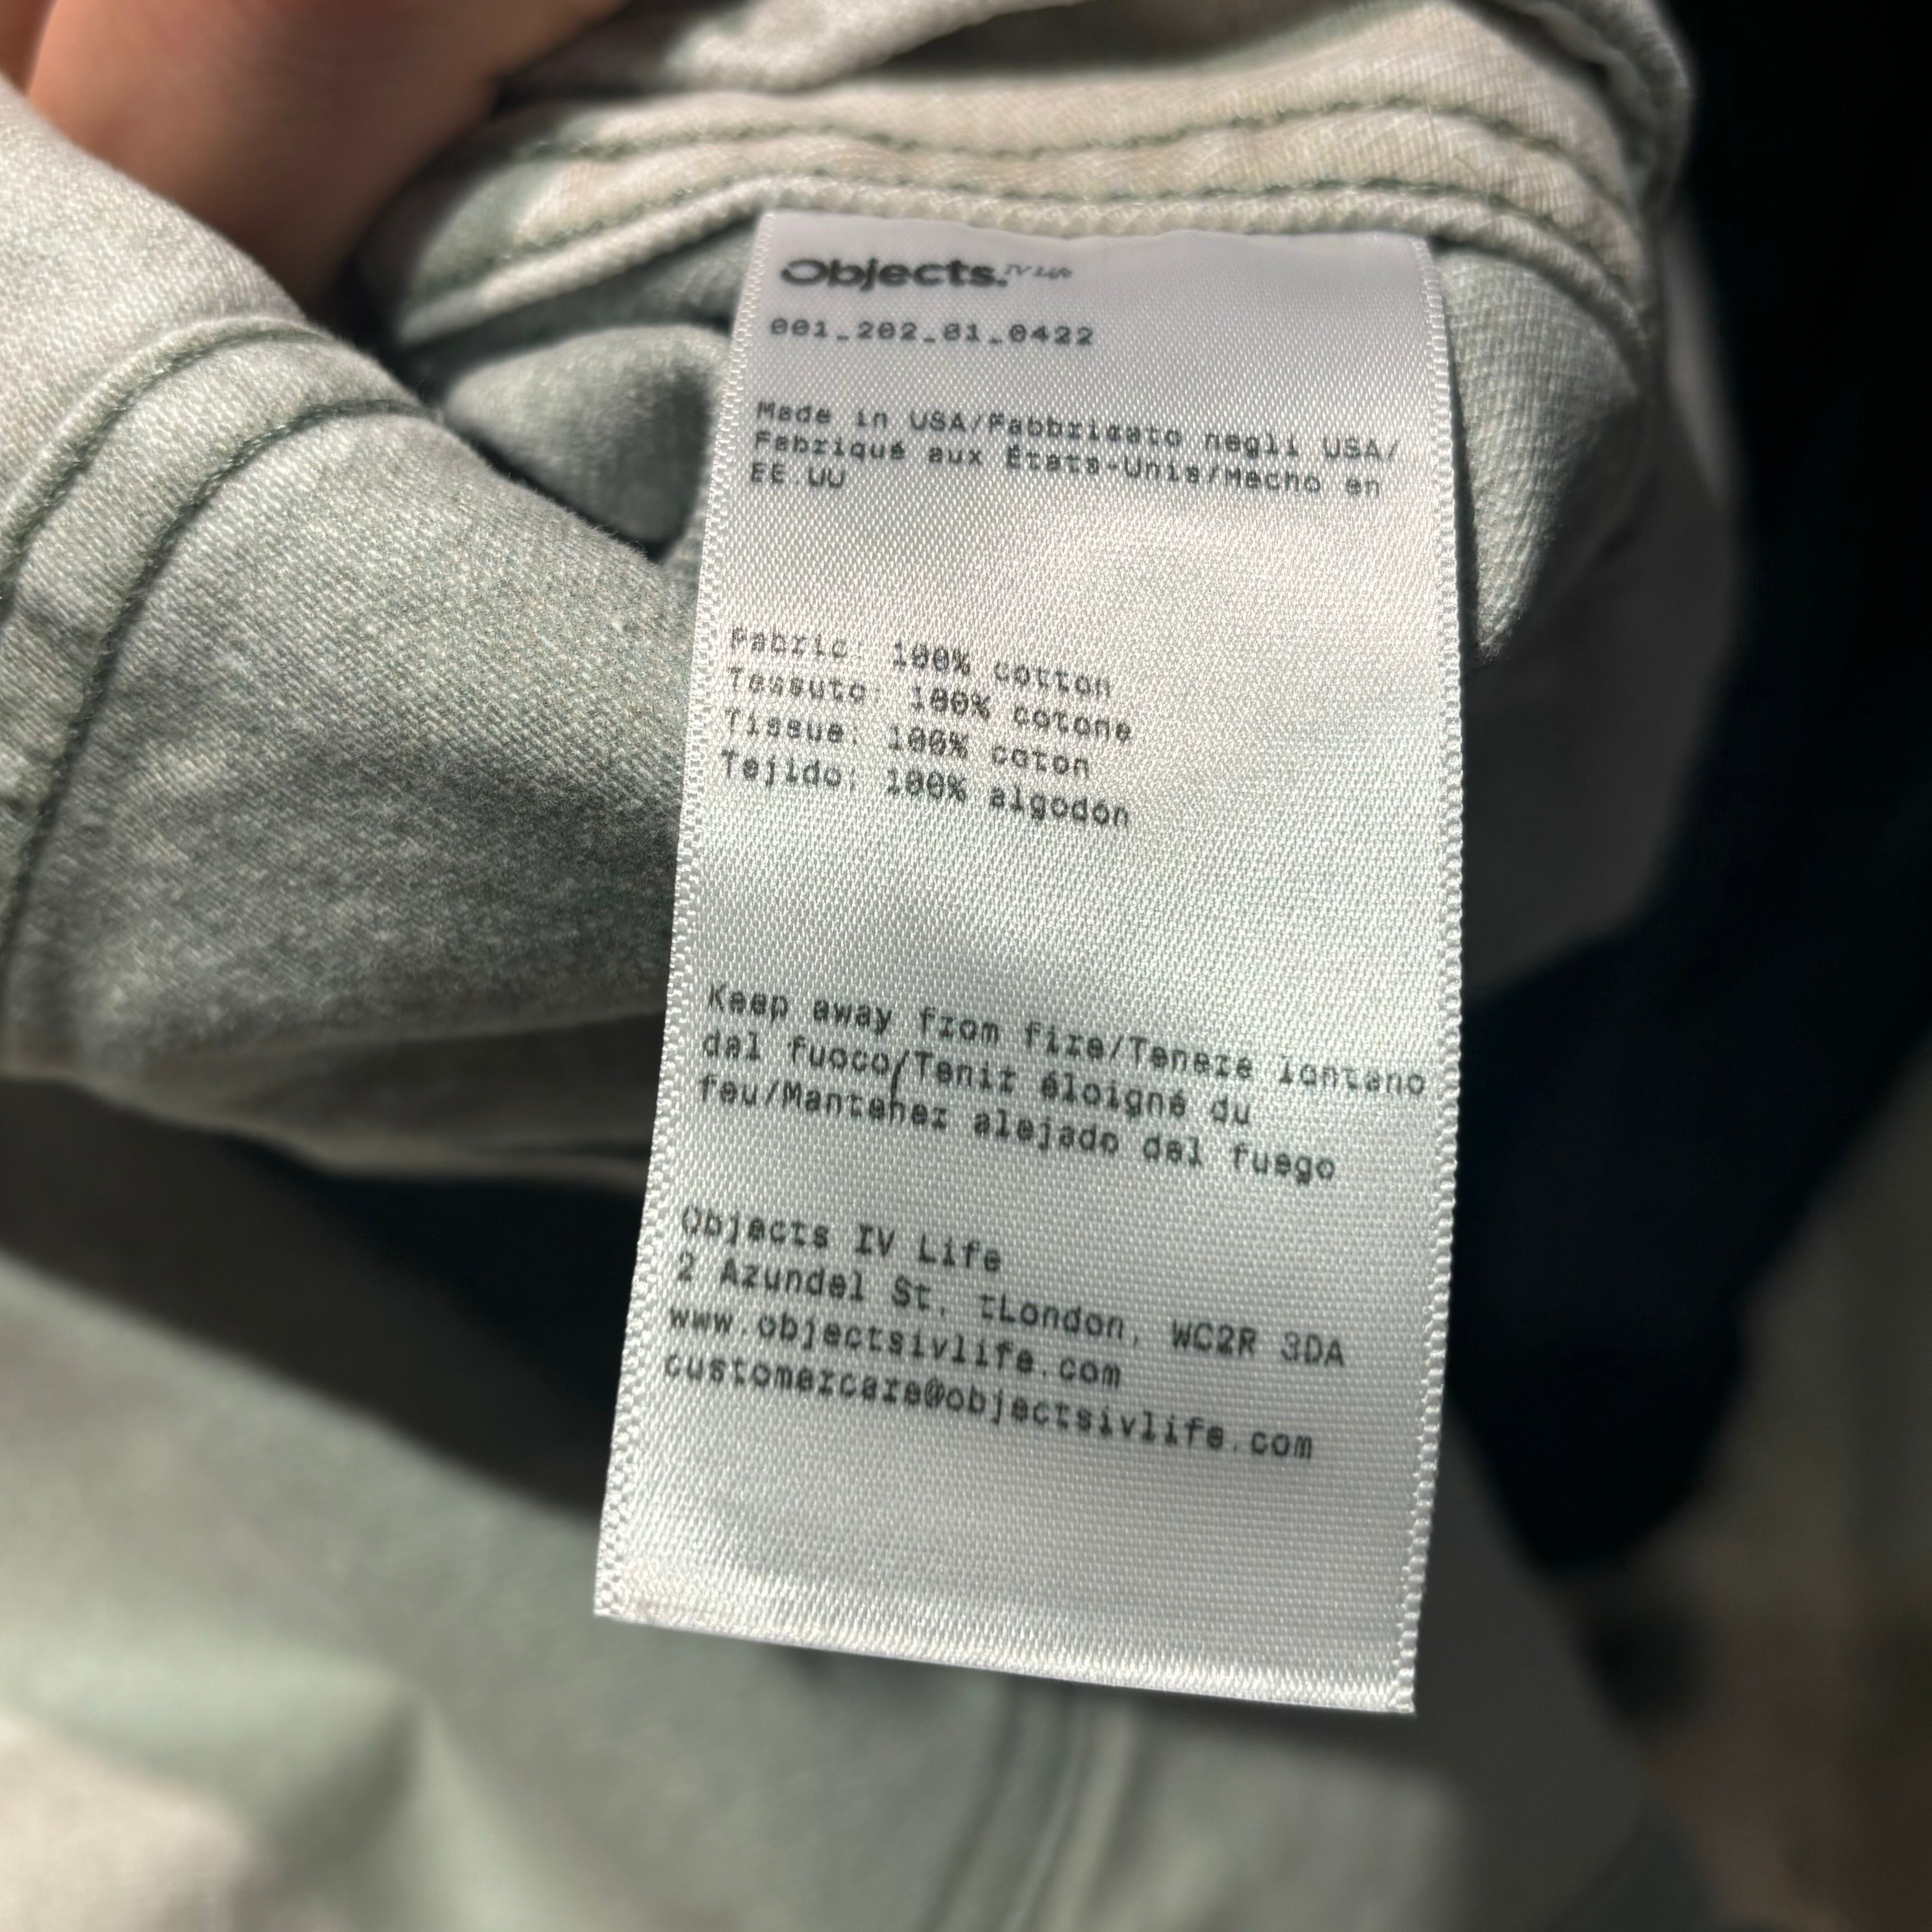 Objects.IV Life
001_202_01_0422
Made in USA/Fabbricato negli USA/
Fabriqué aux États-Unis/Hecho en
EE.UU
Fabric: 100% cotton
Tessuto: 100% cotone
Tissue: 100% coton
Tejido: 100% algodón
Keep away from fire/Tenere lontano
dal fuoco/Tenir éloigné du
feu/Mantener alejado del fuego
Objects IV Life
2 Arundel St, tLondon, WC2R 3DA
www.objectsivlife.com
customercare@objectsivlife.com